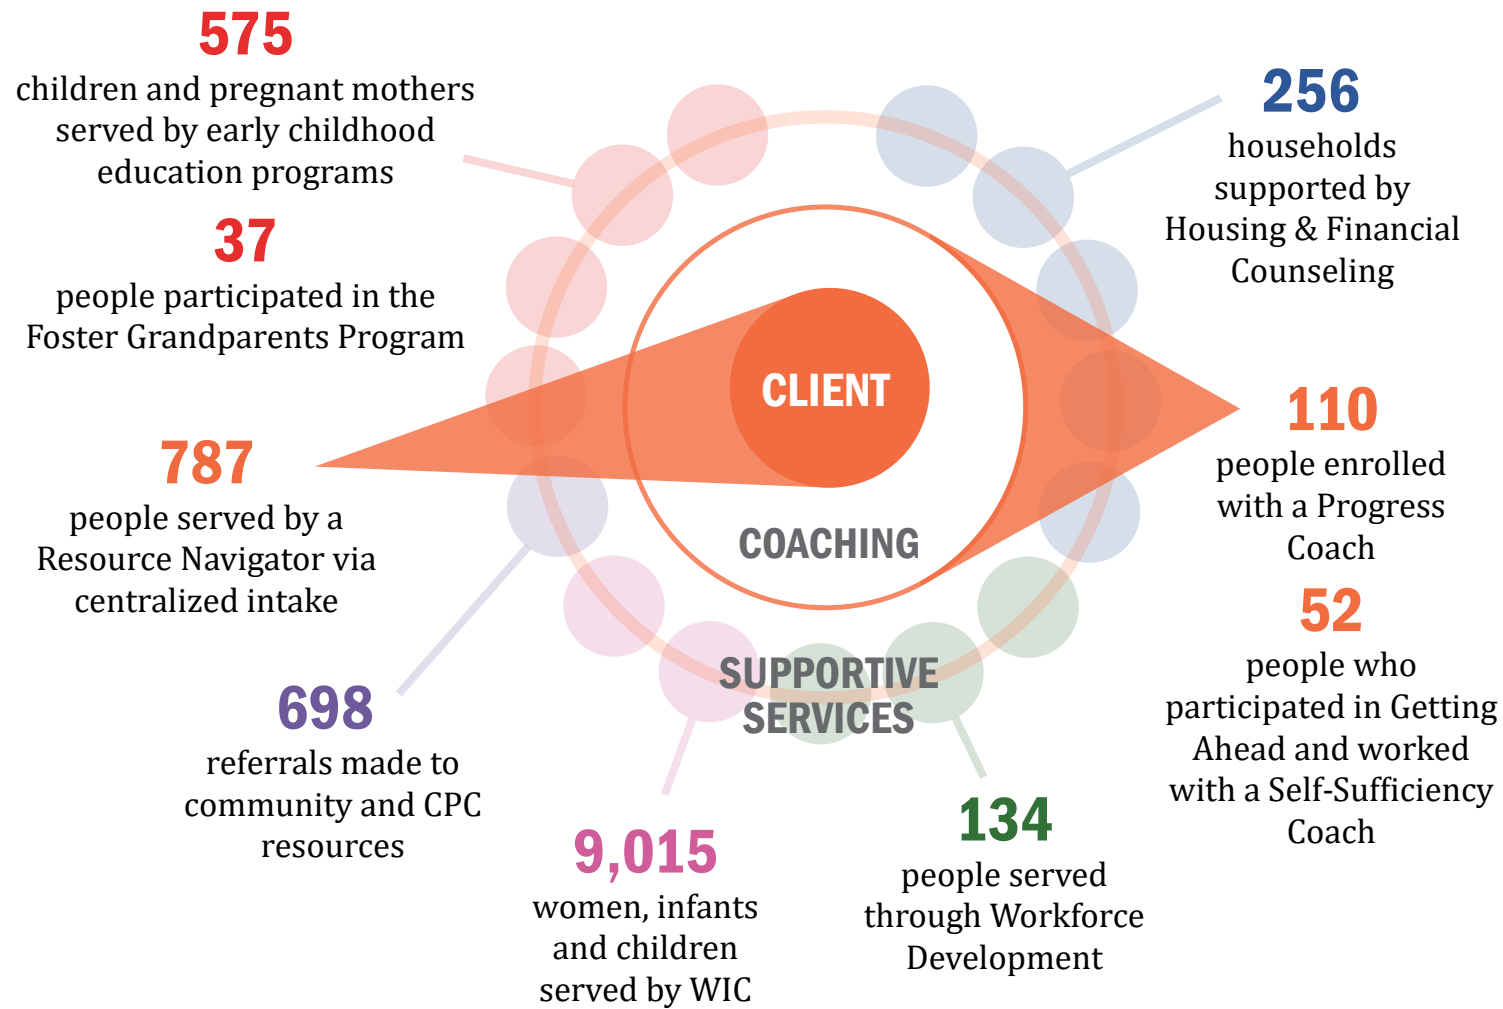 575
children and pregnant mothers
served by early childhood
education programs
37
people participated in the
Foster Grandparents Program
787
people served by a
Resource Navigator via
centralized intake
698
referrals made to
community and CPC
resources
9,015
women, infants
and children
served by WIC
CLIENT
COACHING
SUPPORTIVE
SERVICES
134
people served
through Workforce
Development
256
households
supported by
Housing & Financial
Counseling
110
people enrolled
with a Progress
Coach
52
people who
participated in Getting
Ahead and worked
with a Self-Sufficiency
Coach